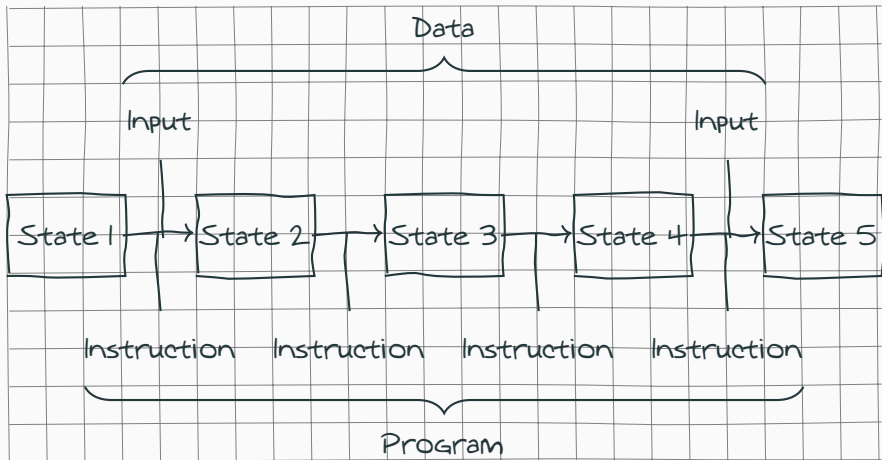 Data
Input Input
State 1 State 2 State 3 State 4 State 5
Instruction Instruction Instruction Instruction
Program